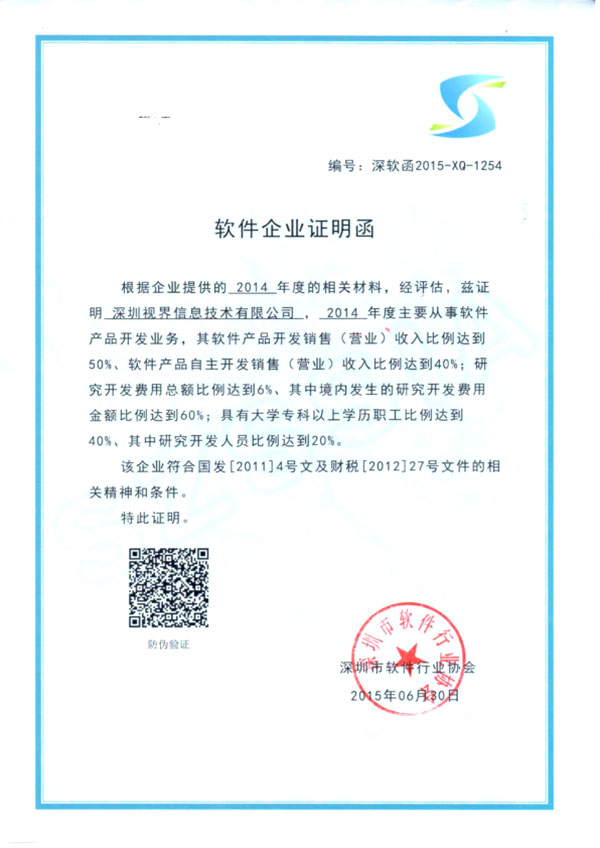 编号：深软函2015-XQ-1254
软件企业证明函
根据企业提供的 2014 年度的相关材料，经评估，兹证
明 深圳视界信息技术有限公司 ， 2014 年度主要从事软件
产品开发业务，其软件产品开发销售（营业）收入比例达到
50%、软件产品自主开发销售（营业）收入比例达到40%；研
究开发费用总额比例达到6%、其中境内发生的研究开发费用
金额比例达到60%；具有大学专科以上学历职工比例达到
40%、其中研究开发人员比例达到20%。
该企业符合国发[2011]4号文及财税[2012]27号文件的相
关精神和条件。
特此证明。
防伪验证
深圳市软件行业协会
深圳市软件行业协会
2015年06月30日